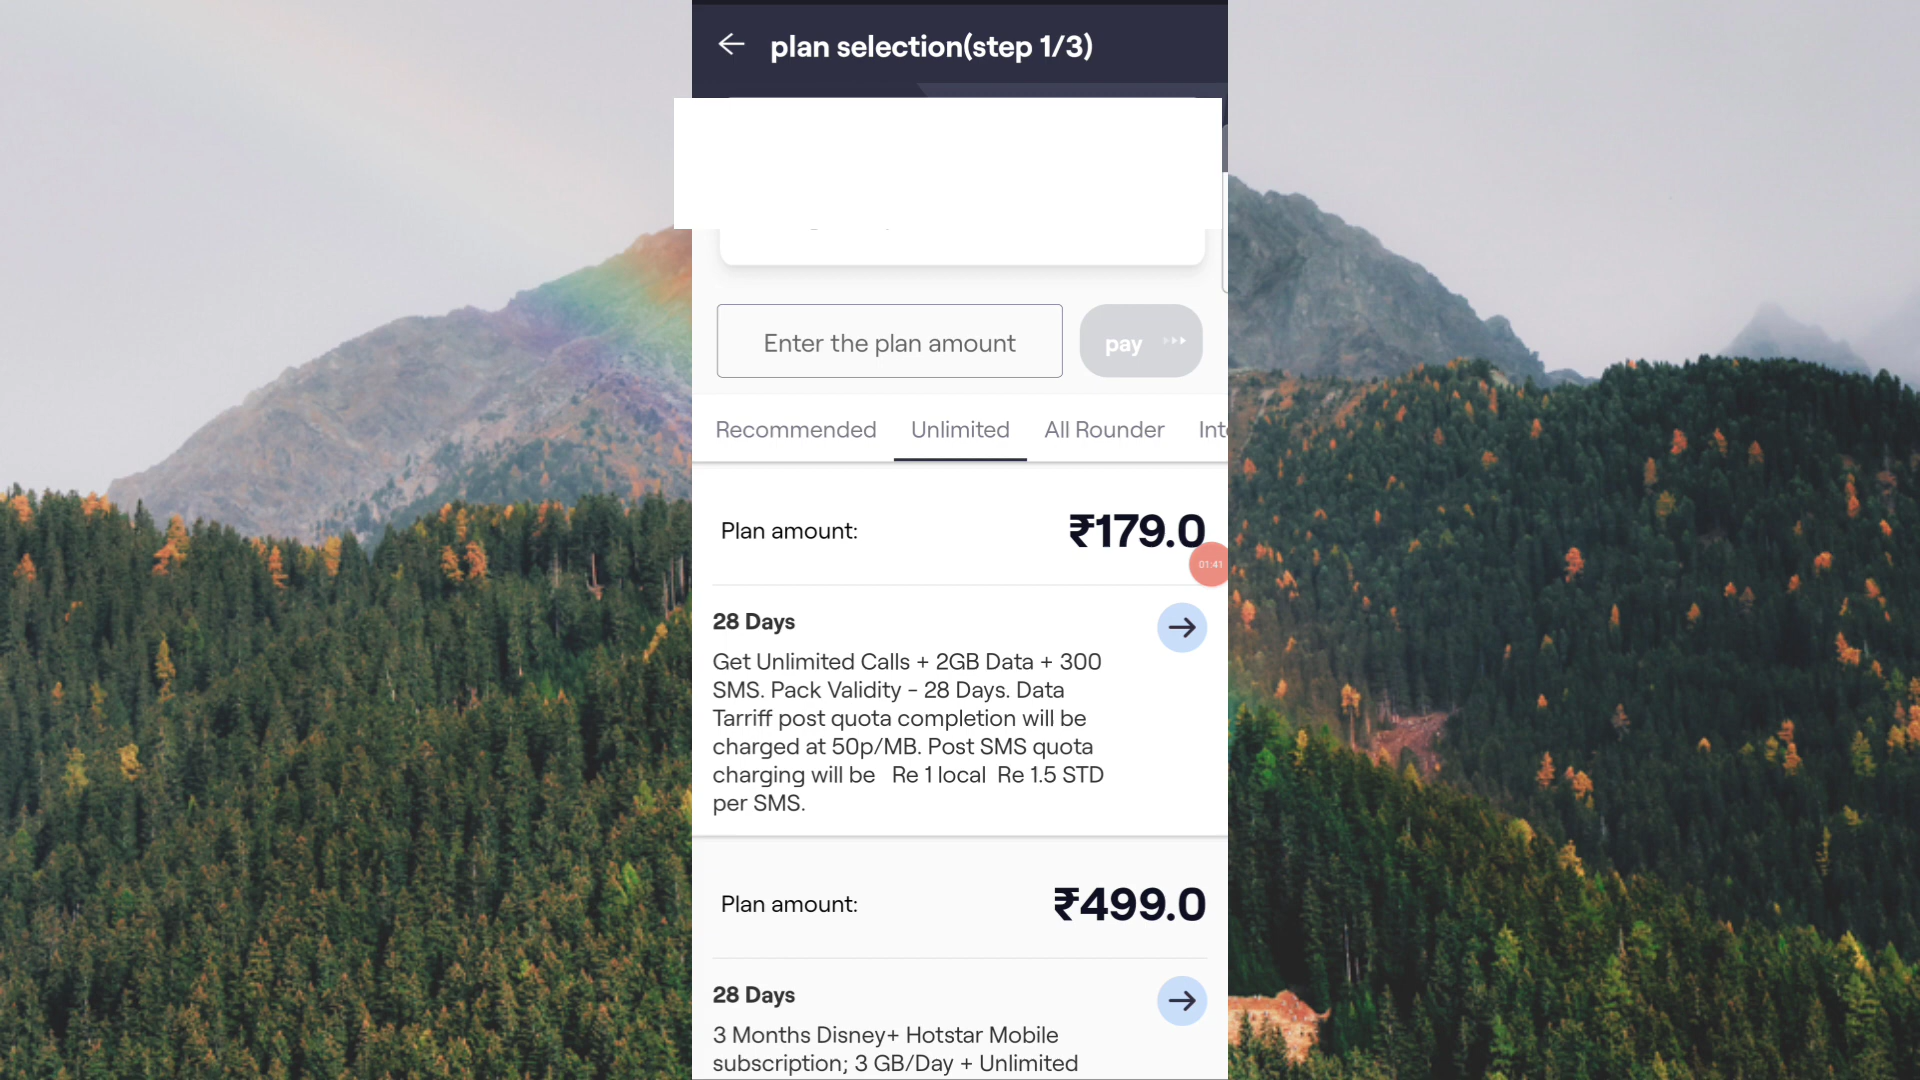 plan selection(step 1/3)
Enter the plan amount
pay
Recommended Unlimited All Rounder
Plan amount: ₹179.0
01:41
28 Days
Get Unlimited Calls + 2GB Data + 300
SMS. Pack Validity - 28 Days. Data
Tarriff post quota completion will be
charged at 50p/MB. Post SMS quota
charging will be Re 1 local Re 1.5 STD
per SMS.
Plan amount: ₹499.0
28 Days
3 Months Disney+ Hotstar Mobile
subscription; 3 GB/Day + Unlimited